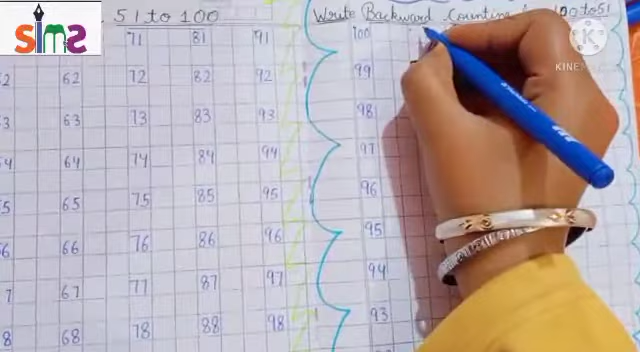 sims
51 to 100
Write Backward Counting 100 to 51
KINE
71 81 91 100
62 72 82 92 99
63 73 83 93 98
64 74 84 94 97
65 75 85 95 96
66 76 86 96 95
67 77 87 97 94
68 78 88 98 93